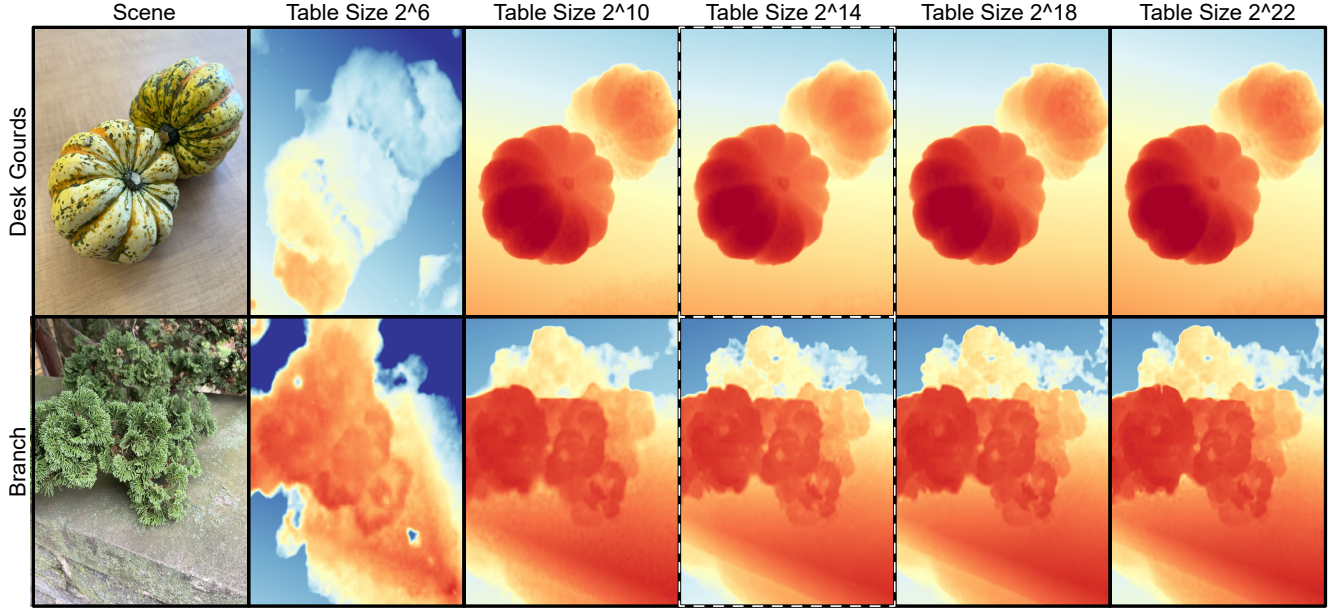 Scene Table Size 2^6 Table Size 2^10 Table Size 2^14 Table Size 2^18 Table Size 2^22
Desk Gourds
Branch